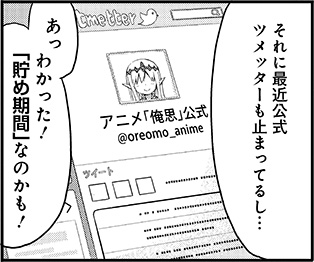 それに最近公式
ツメッターも止まってるし…
あっ
わかった!
「貯め期間」なのかも!
アニメ「俺思」公式
@oreomo_anime
ツイート